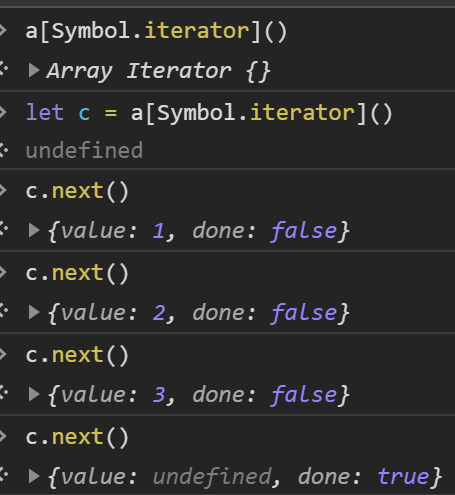 a[Symbol.iterator]()
Array Iterator {}
let c = a[Symbol.iterator]()
undefined
c.next()
{value: 1, done: false}
c.next()
{value: 2, done: false}
c.next()
{value: 3, done: false}
c.next()
{value: undefined, done: true}